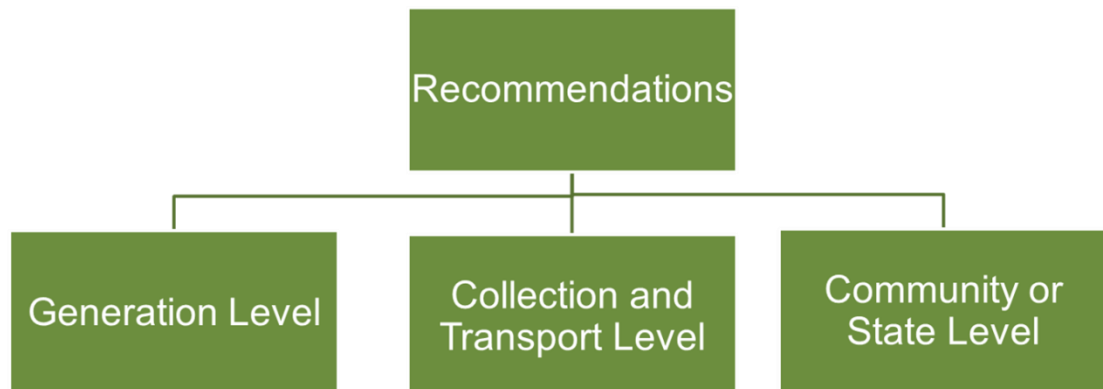 Recommendations
Generation Level
Collection and
Transport Level
Community or
State Level